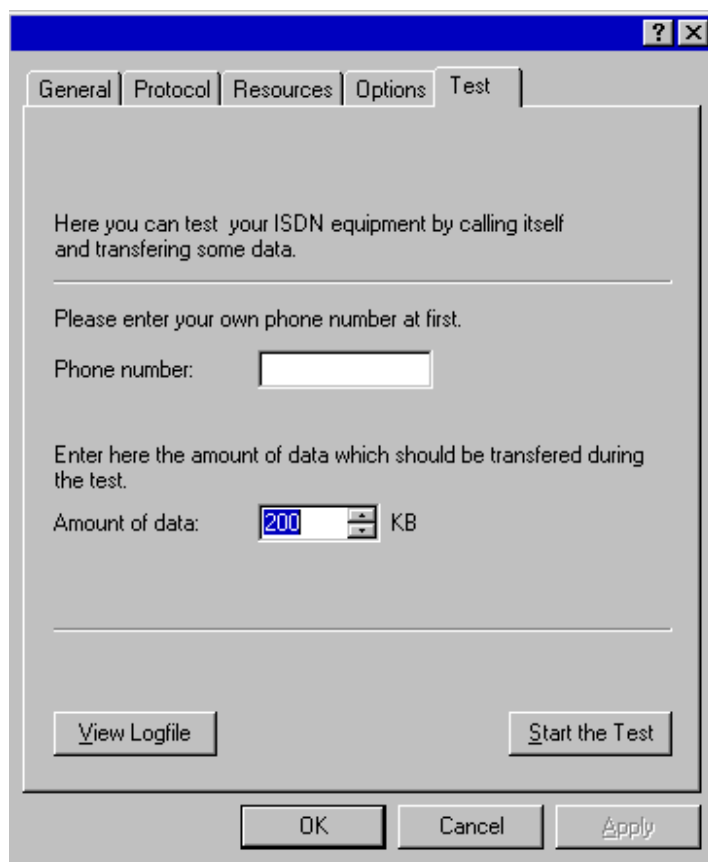 General Protocol Resources Options Test
Here you can test your ISDN equipment by calling itself
and transfering some data.
Please enter your own phone number at first.
Phone number:
Enter here the amount of data which should be transfered during
the test.
Amount of data: 200 KB
View Logfile Start the Test
OK Cancel Apply